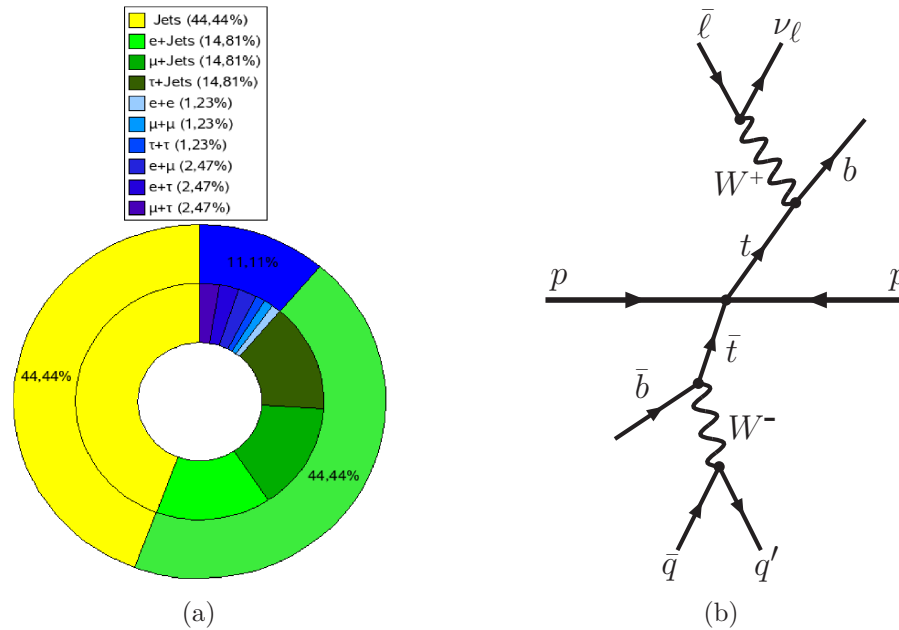 Jets (44,44%)
e+Jets (14,81%)
μ+Jets (14,81%)
τ+Jets (14,81%)
e+e (1,23%)
μ+μ (1,23%)
τ+τ (1,23%)
e+μ (2,47%)
e+τ (2,47%)
μ+τ (2,47%)
11,11%
44,44%
44,44%
(a)
ℓ̄ ν_ℓ
W⁺ b
t
p p
t̄
b̄
W⁻
q̄ q′
(b)